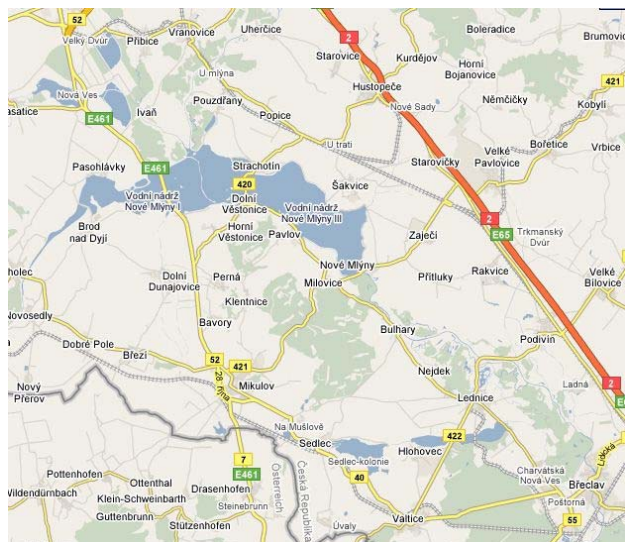 52
Velký Dvůr
Přibice
Vranovice
Uherčice
2
Starovice
Kurdějov
Boleradice
Brumovi
Horní
Bojanovice
421
U mlýna
Hustopeče
Nová Ves
asatice
Ivaň
Pouzdřany
Popice
Nové Sady
Němčičky
Kobylí
E461
U trati
Bořetice
Vrbice
Pasohlávky
E461
Strachotín
Starovičky
Velké
Pavlovice
420
Vodní nádrž
Nové Mlýny I
Dolní
Věstonice
Vodní nádrž
Nové Mlýny III
Šakvice
2
E65
Trkmanský
Dvůr
Brod
nad Dyjí
Horní
Věstonice
Pavlov
Zaječí
holec
Dolní
Dunajovice
Perná
Nové Mlýny
Přítluky
Rakvice
Velké
Bílovice
Klentnice
Milovice
Novosedly
Bavory
Bulhary
Podivín
Dobré Pole
Březí
52
421
28. října
Mikulov
Nejdek
Ladná
2
E6
Nový
Přerov
Lednice
Na Mušlově
Sedlec
422
Hlohovec
Lidická
7
E461
Sedlec-kolonie
40
Charvátská
Nová Ves
Břeclav
Poštorná
55
Pottenhofen
Ottenthal
Drasenhofen
Wildendürnbach
Klein-Schweinbarth
Steinebrunn
Guttenbrunn
Stützenhofen
Österreich
Česká Republika
Úvaly
Valtice